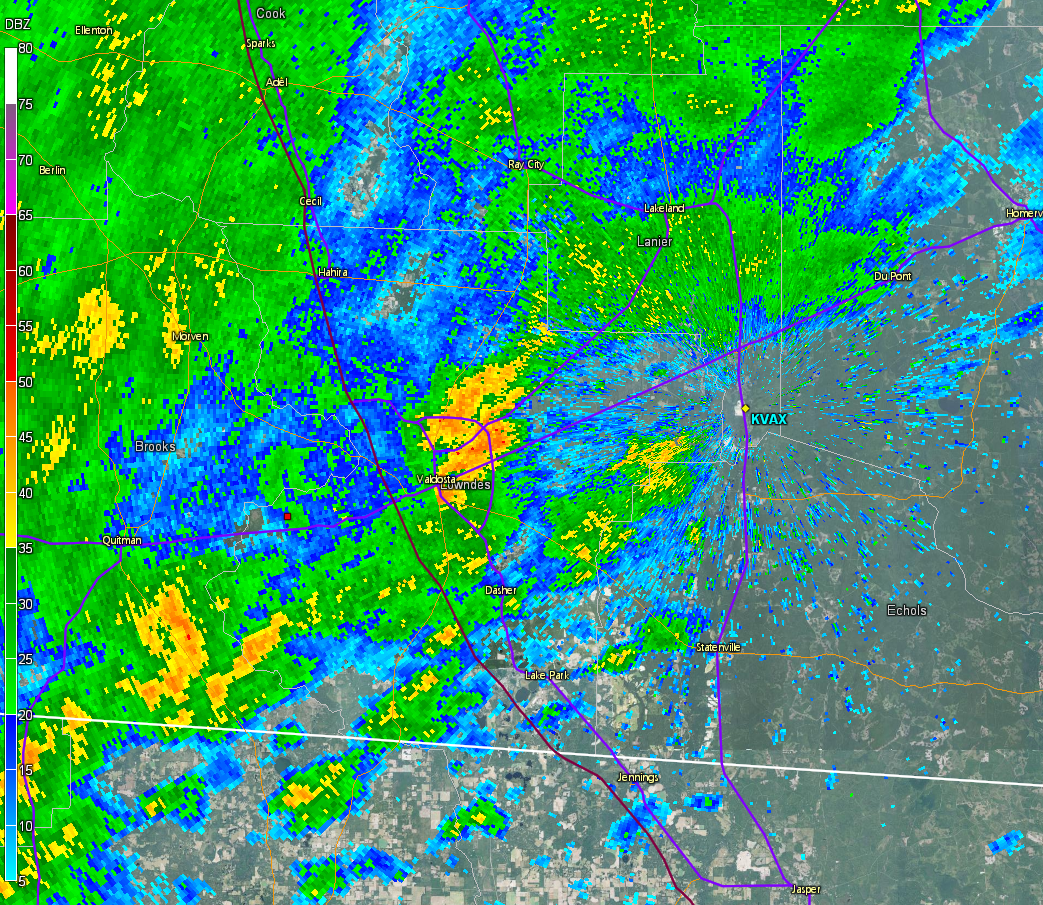 Cook
DBZ
Ellenton
Sparks
80
Adel
75
70
Ray City
Berlin
65
Cecil
Lakeland
Homerv
Lanier
60
Hahira
Du Pont
55
Morven
50
KVAX
45
Brooks
Valdosta
Lowndes
40
35
Quitman
30
Dasher
Echols
25
Statenville
Lake Park
20
15
Jennings
10
5
Jasper